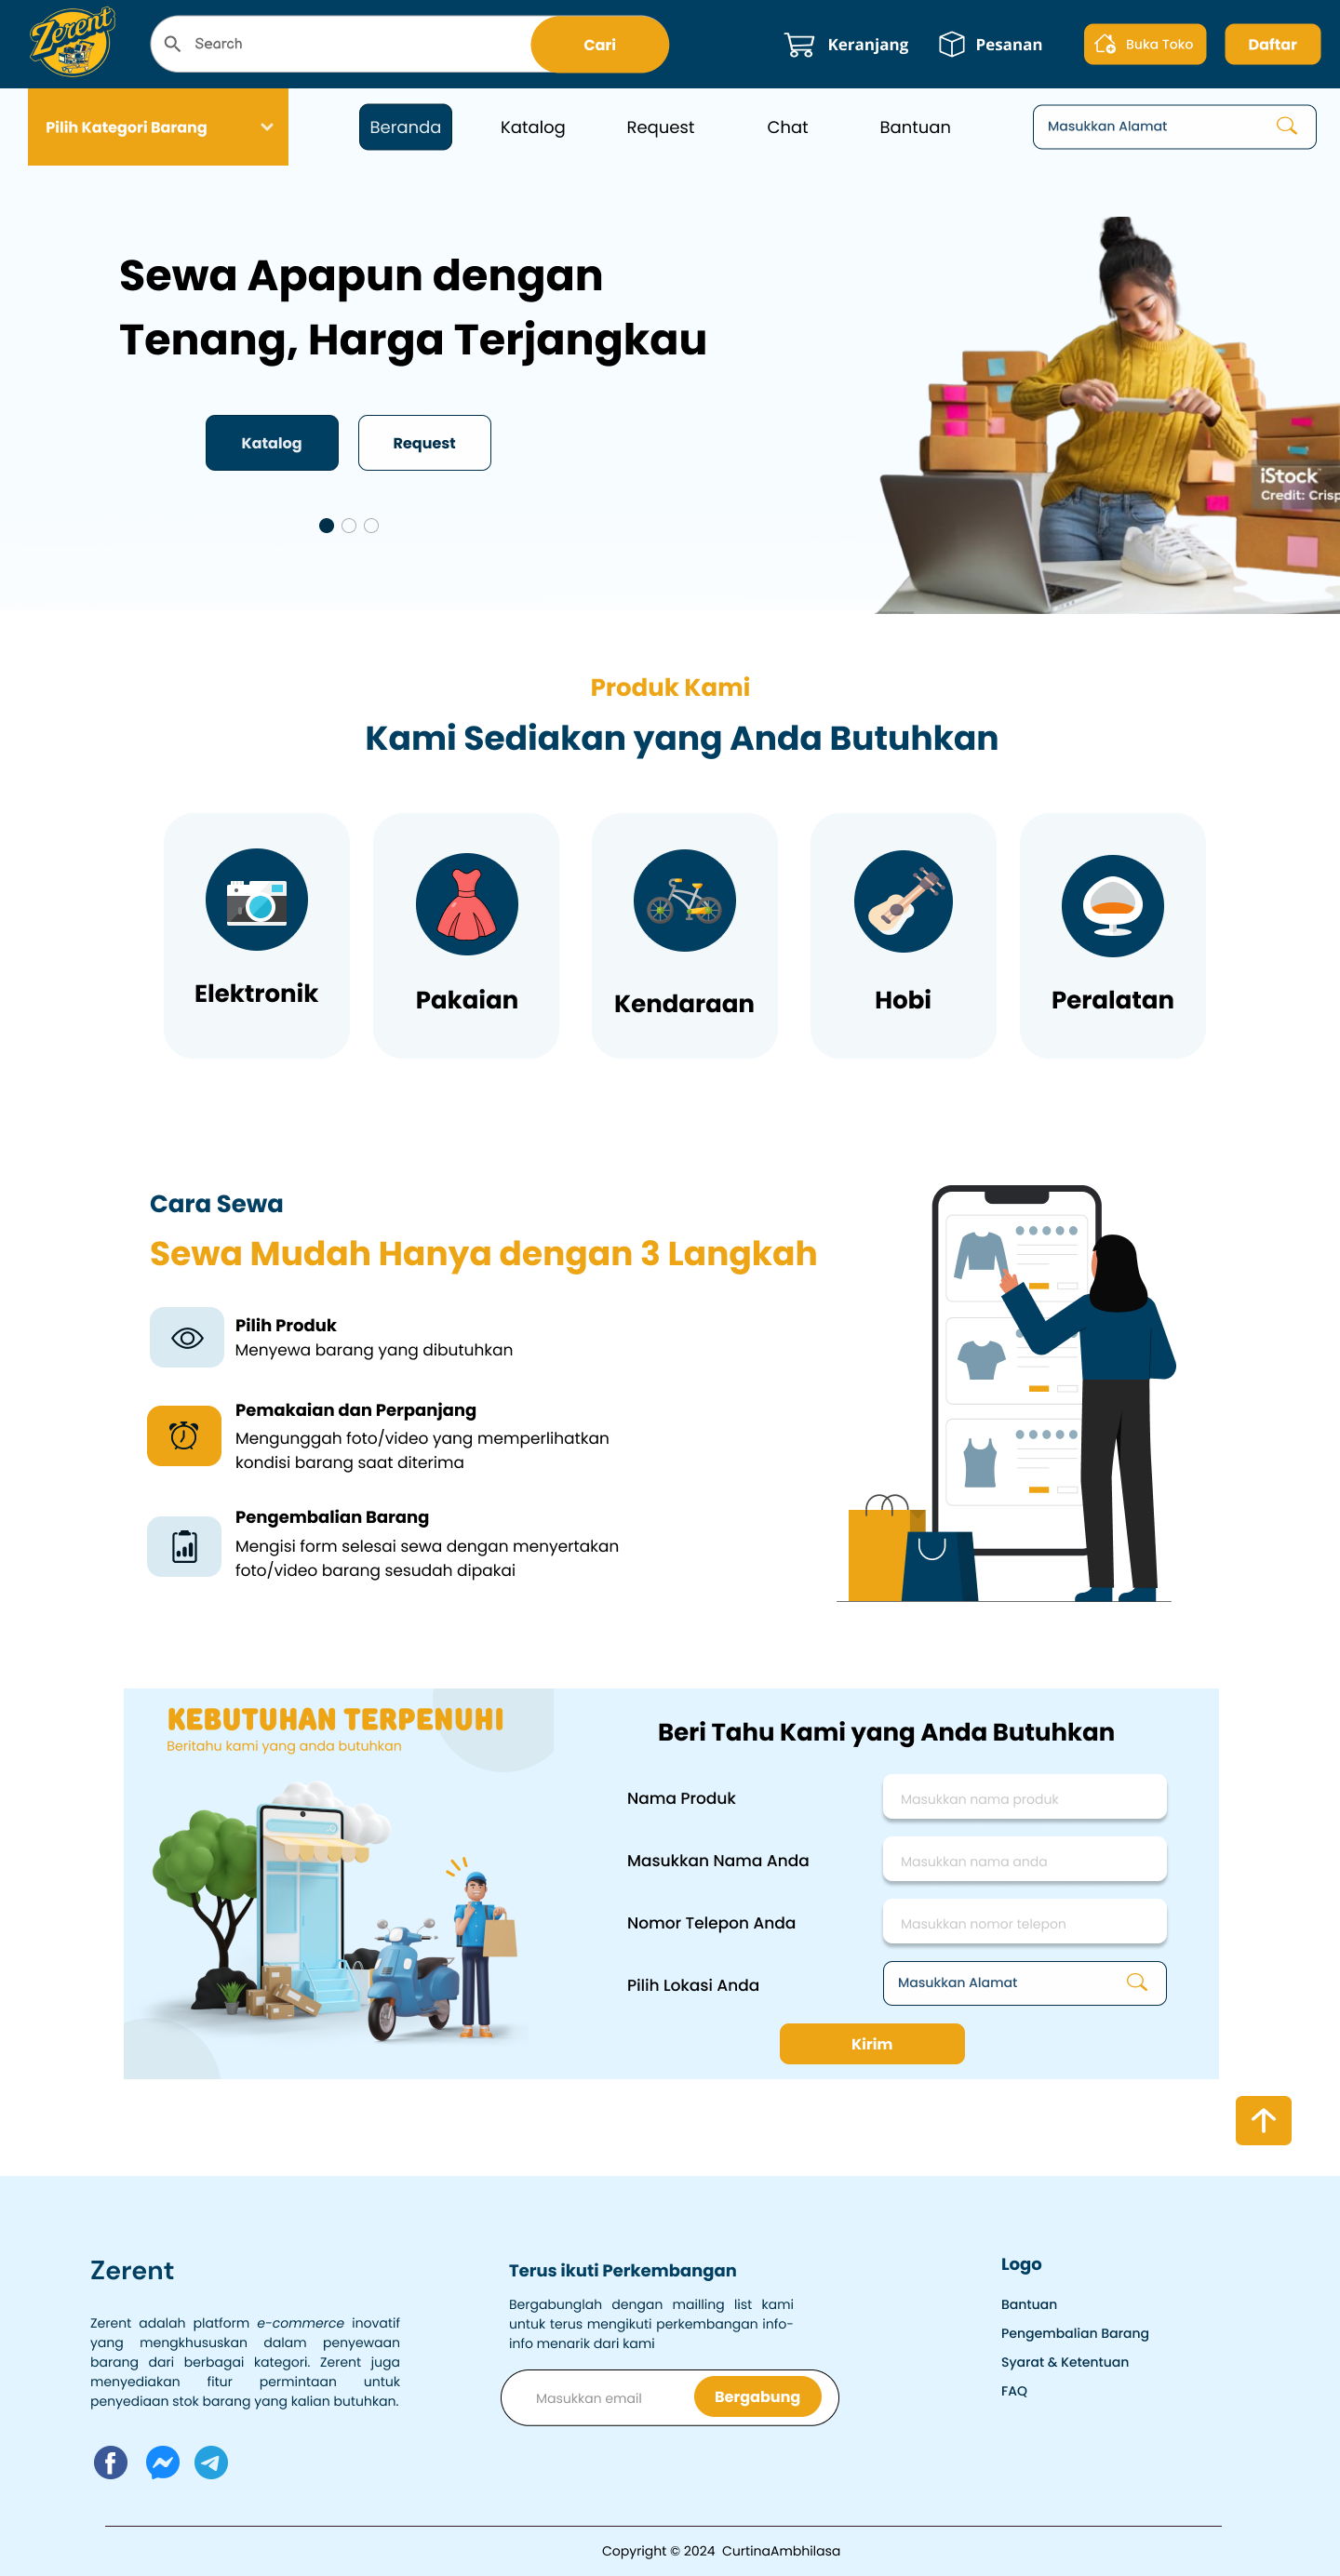 Zerent
Search
Cari
Keranjang
Pesanan
Buka Toko
Daftar
Pilih Kategori Barang
Beranda
Katalog
Request
Chat
Bantuan
Masukkan Alamat
Sewa Apapun dengan
Tenang, Harga Terjangkau
Katalog
Request
iStock
Credit: Crisp
Produk Kami
Kami Sediakan yang Anda Butuhkan
Elektronik
Pakaian
Kendaraan
Hobi
Peralatan
Cara Sewa
Sewa Mudah Hanya dengan 3 Langkah
Pilih Produk
Menyewa barang yang dibutuhkan
Pemakaian dan Perpanjang
Mengunggah foto/video yang memperlihatkan
kondisi barang saat diterima
Pengembalian Barang
Mengisi form selesai sewa dengan menyertakan
foto/video barang sesudah dipakai
KEBUTUHAN TERPENUHI
Beritahu kami yang anda butuhkan
Beri Tahu Kami yang Anda Butuhkan
Nama Produk
Masukkan nama produk
Masukkan Nama Anda
Masukkan nama anda
Nomor Telepon Anda
Masukkan nomor telepon
Pilih Lokasi Anda
Masukkan Alamat
Kirim
Zerent
Zerent adalah platform e-commerce inovatif
yang mengkhususkan dalam penyewaan
barang dari berbagai kategori. Zerent juga
menyediakan fitur permintaan untuk
penyediaan stok barang yang kalian butuhkan.
Terus ikuti Perkembangan
Bergabunglah dengan mailling list kami
untuk terus mengikuti perkembangan info-
info menarik dari kami
Masukkan email
Bergabung
Logo
Bantuan
Pengembalian Barang
Syarat & Ketentuan
FAQ
Copyright © 2024 CurtinaAmbhilasa